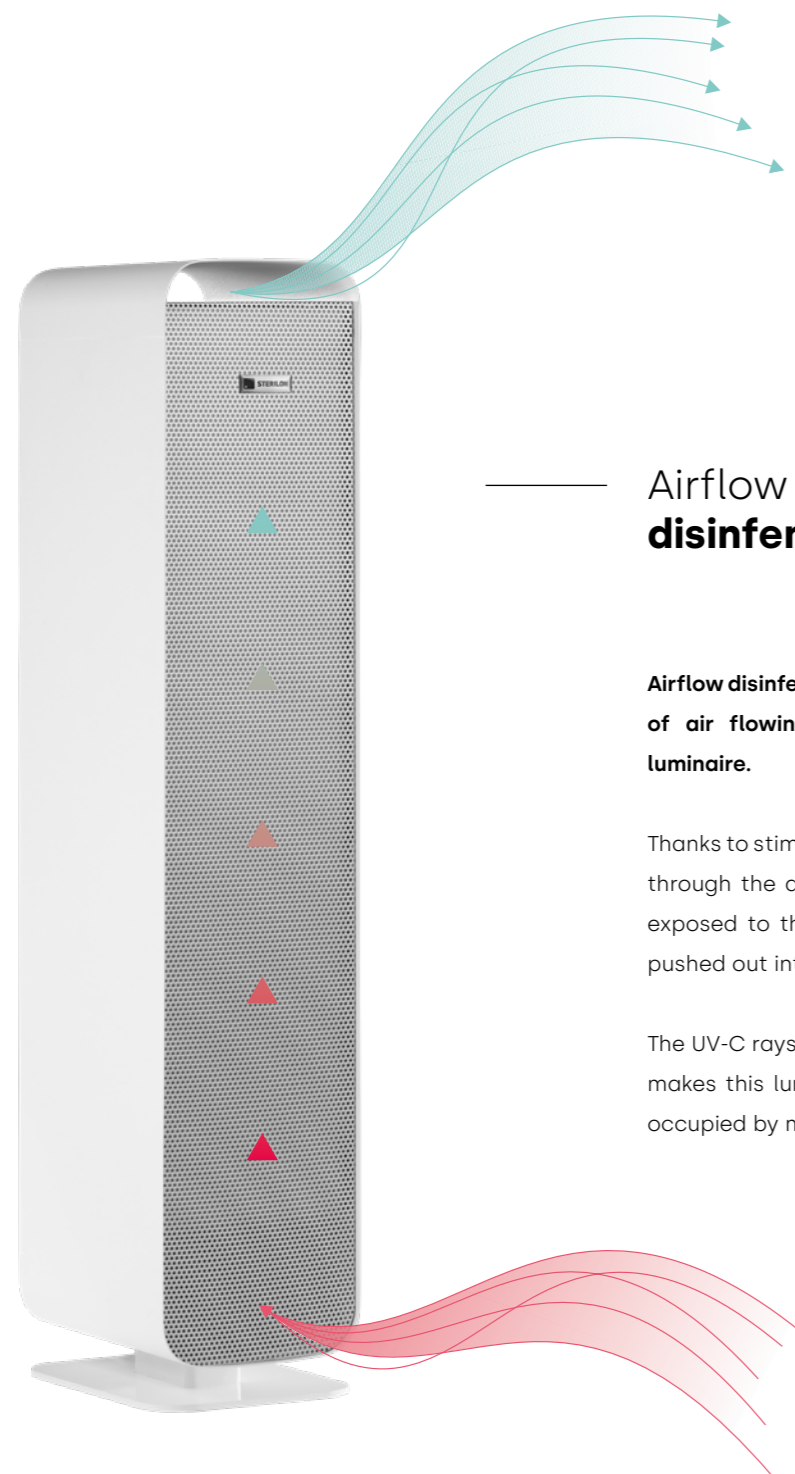 STERILON
Airflow
disinfe
Airflow disinfe
of air flowin
luminaire.
Thanks to stim
through the
exposed to th
pushed out in
The UV-C rays
makes this lu
occupied by